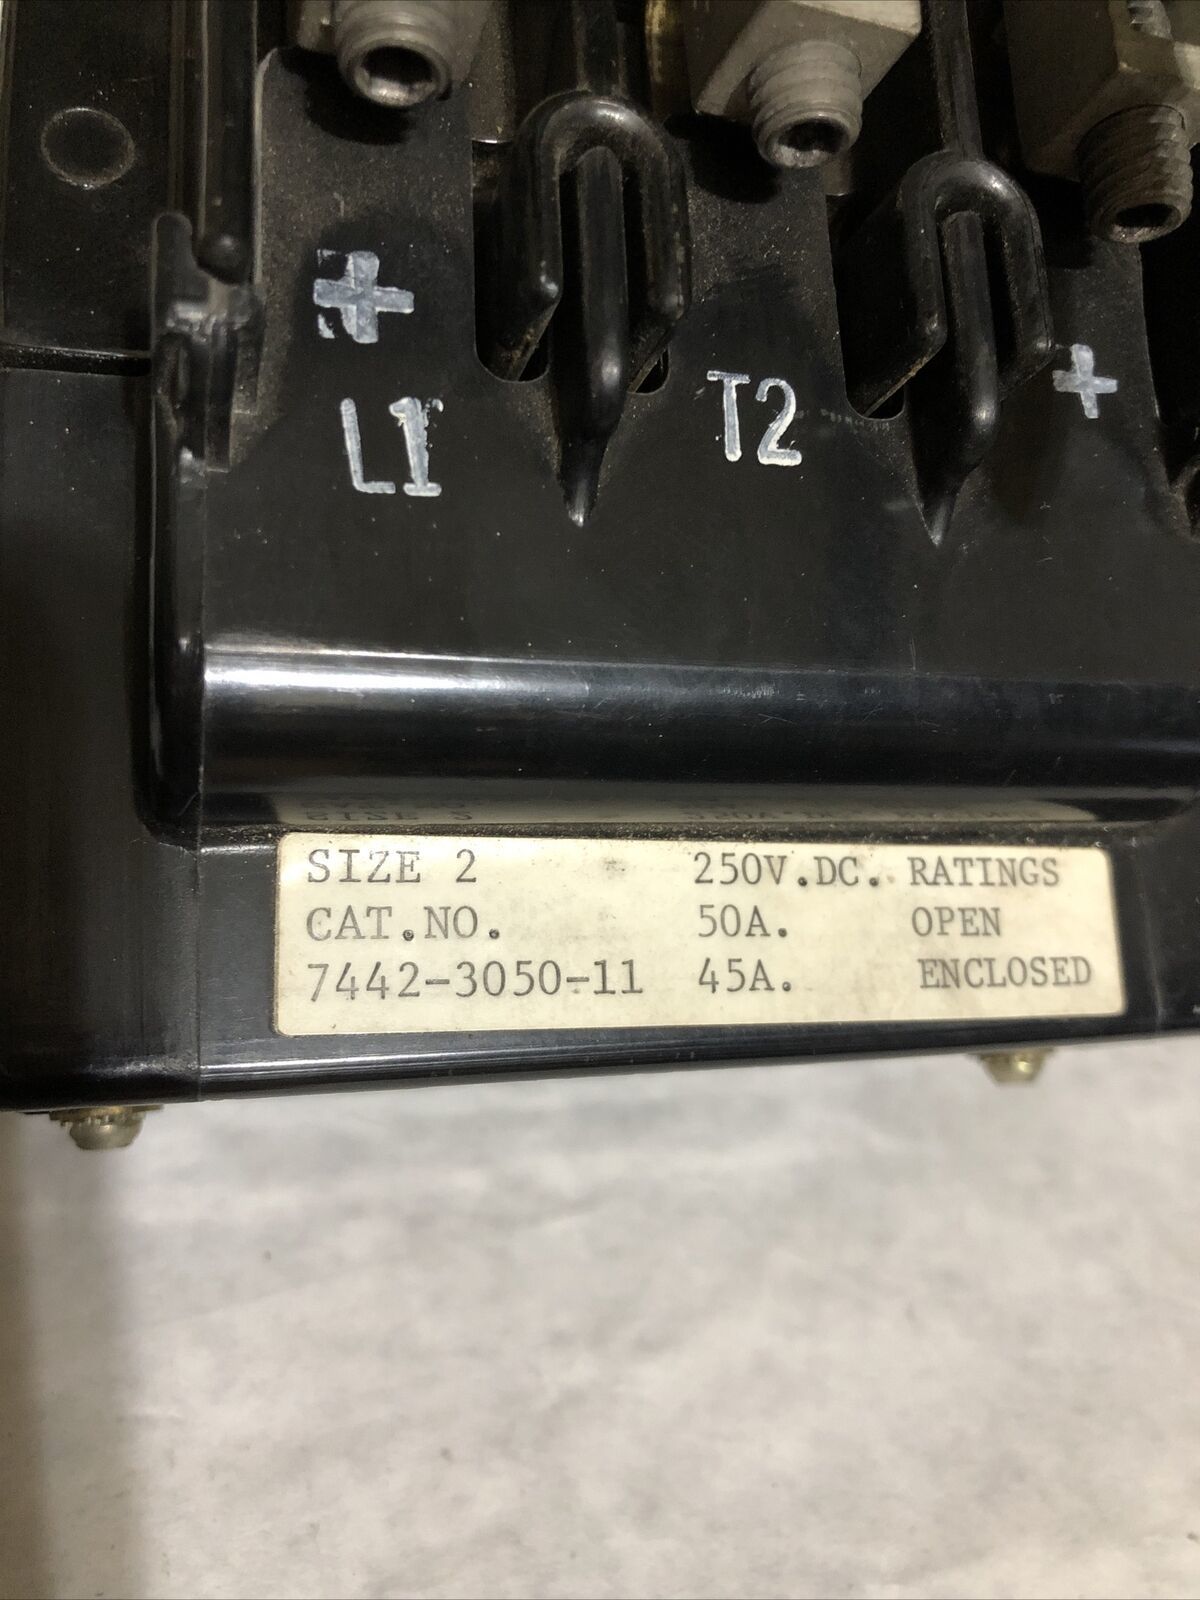 +
L1
T2
+
SIZE 2 250V.DC. RATINGS
CAT.NO. 50A. OPEN
7442-3050-11 45A. ENCLOSED